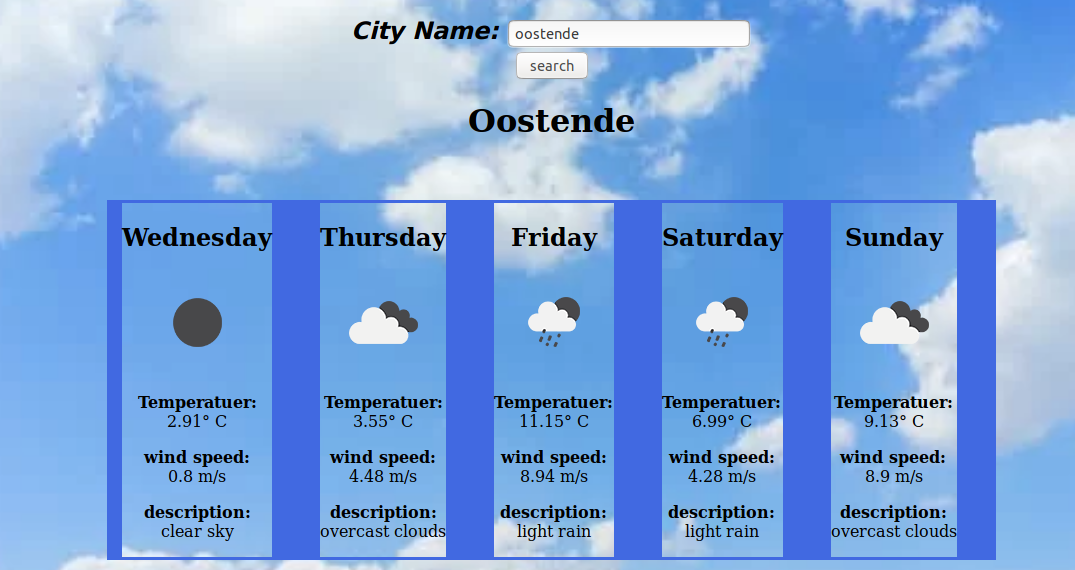 City Name: oostende
search
Oostende
Wednesday
Temperatuer:
2.91° C
wind speed:
0.8 m/s
description:
clear sky
Thursday
Temperatuer:
3.55° C
wind speed:
4.48 m/s
description:
overcast clouds
Friday
Temperatuer:
11.15° C
wind speed:
8.94 m/s
description:
light rain
Saturday
Temperatuer:
6.99° C
wind speed:
4.28 m/s
description:
light rain
Sunday
Temperatuer:
9.13° C
wind speed:
8.9 m/s
description:
overcast clouds